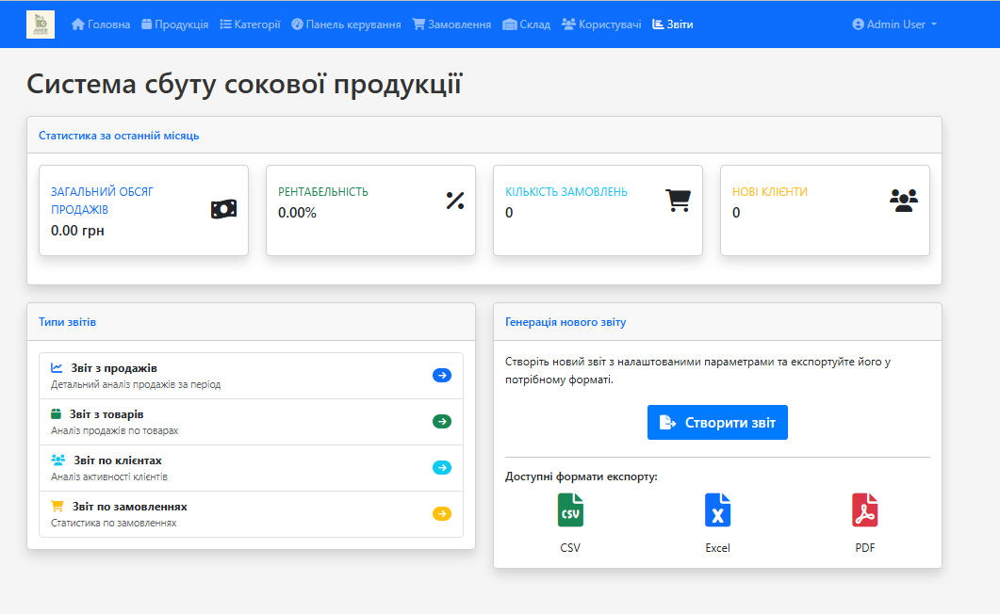 Головна Продукція Категорії Панель керування Замовлення Склад Користувачі Звіти Admin User
Система сбуту сокової продукції
Статистика за останній місяць
ЗАГАЛЬНИЙ ОБСЯГ
ПРОДАЖІВ
0.00 грн
РЕНТАБЕЛЬНІСТЬ
0.00%
КІЛЬКІСТЬ ЗАМОВЛЕНЬ
0
НОВІ КЛІЄНТИ
0
Типи звітів
Звіт з продажів
Детальний аналіз продажів за період
Звіт з товарів
Аналіз продажів по товарах
Звіт по клієнтах
Аналіз активності клієнтів
Звіт по замовленнях
Статистика по замовленнях
Генерація нового звіту
Створіть новий звіт з налаштованими параметрами та експортуйте його у
потрібному форматі.
Створити звіт
Доступні формати експорту:
CSV
X
CSV Excel PDF